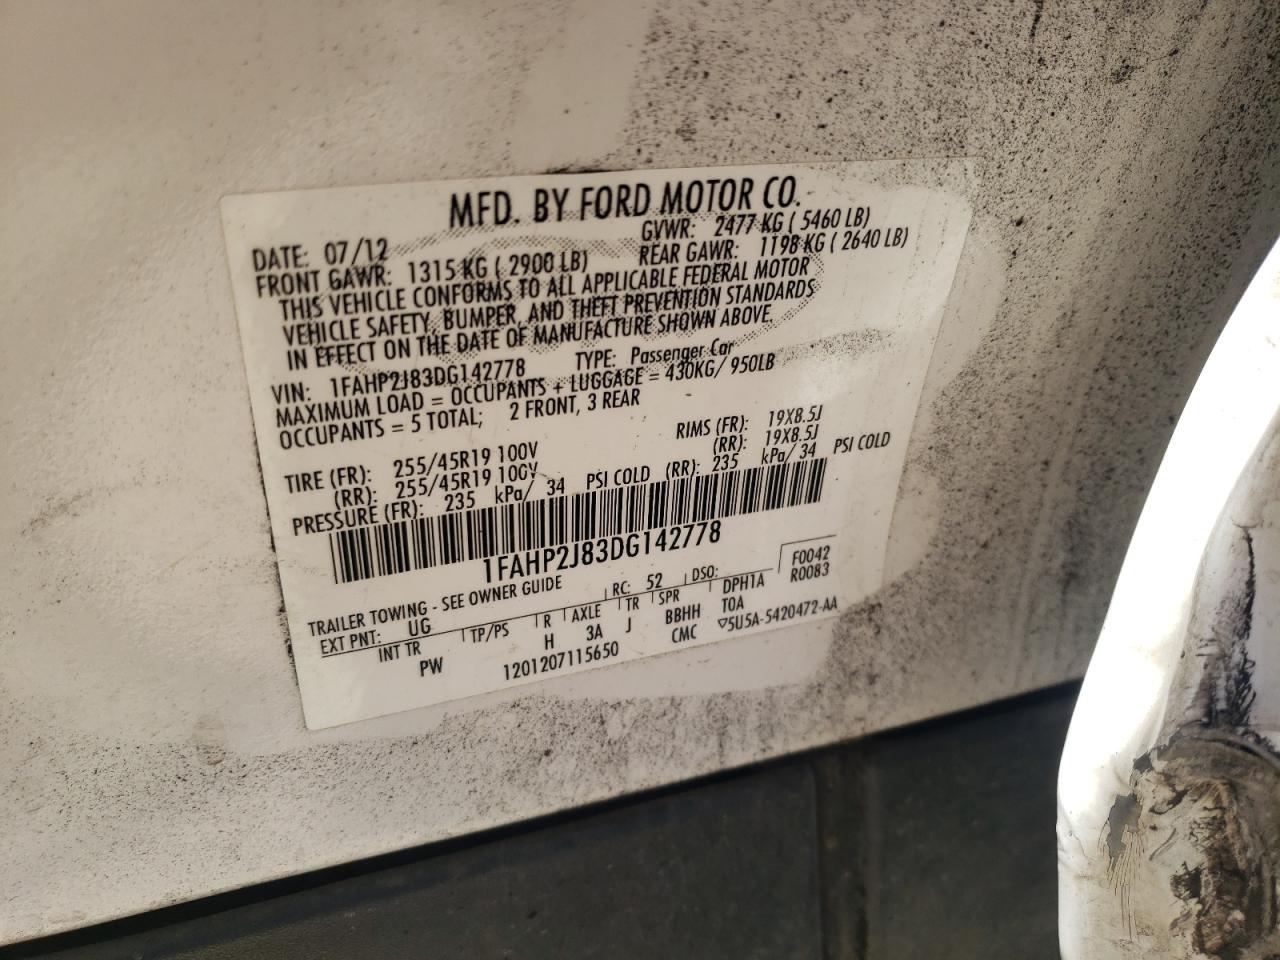 MFD. BY FORD MOTOR CO.
DATE: 07/12 GVWR: 2477 KG ( 5460 LB)
FRONT GAWR: 1315 KG ( 2900 LB) REAR GAWR: 1198 KG ( 2640 LB)
THIS VEHICLE CONFORMS TO ALL APPLICABLE FEDERAL MOTOR
VEHICLE SAFETY, BUMPER, AND THEFT PREVENTION STANDARDS
IN EFFECT ON THE DATE OF MANUFACTURE SHOWN ABOVE.
VIN: 1FAHP2J83DG142778 TYPE: Passenger Car
MAXIMUM LOAD = OCCUPANTS + LUGGAGE = 430KG/ 950LB
OCCUPANTS = 5 TOTAL; 2 FRONT, 3 REAR
TIRE (FR): 255/45R19 100V RIMS (FR): 19X8.5J
(RR): 255/45R19 100V (RR): 19X8.5J
PRESSURE (FR): 235 kPa/ 34 PSI COLD (RR): 235 kPa/ 34 PSI COLD
1FAHP2J83DG142778
F0042
R0083
TRAILER TOWING - SEE OWNER GUIDE
EXT PNT: UG RC: 52 DSO:
INT TR TP/PS R AXLE TR SPR DPH1A
PW H 3A J BBHH TOA
1201207115650 CMC ▽5U5A-5420472-AA